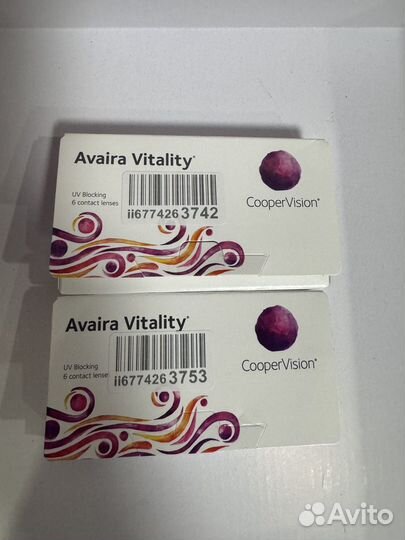 Avaira Vitality®
UV Blocking
6 contact lenses
ii677426 3742
CooperVision®
Avaira Vitality®
UV Blocking
6 contact lenses
ii677426 3753
CooperVision®
Avito